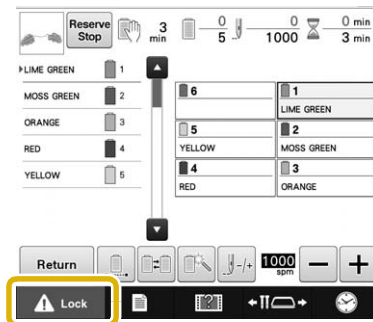 Reserve Stop
3 min
0 5
0 1000
0 min 3 min
LIME GREEN 1
MOSS GREEN 2
ORANGE 3
RED 4
YELLOW 5
6
1
LIME GREEN
5
YELLOW
2
MOSS GREEN
4
RED
3
ORANGE
Return
-/+
1000 spm
− +
Lock
?